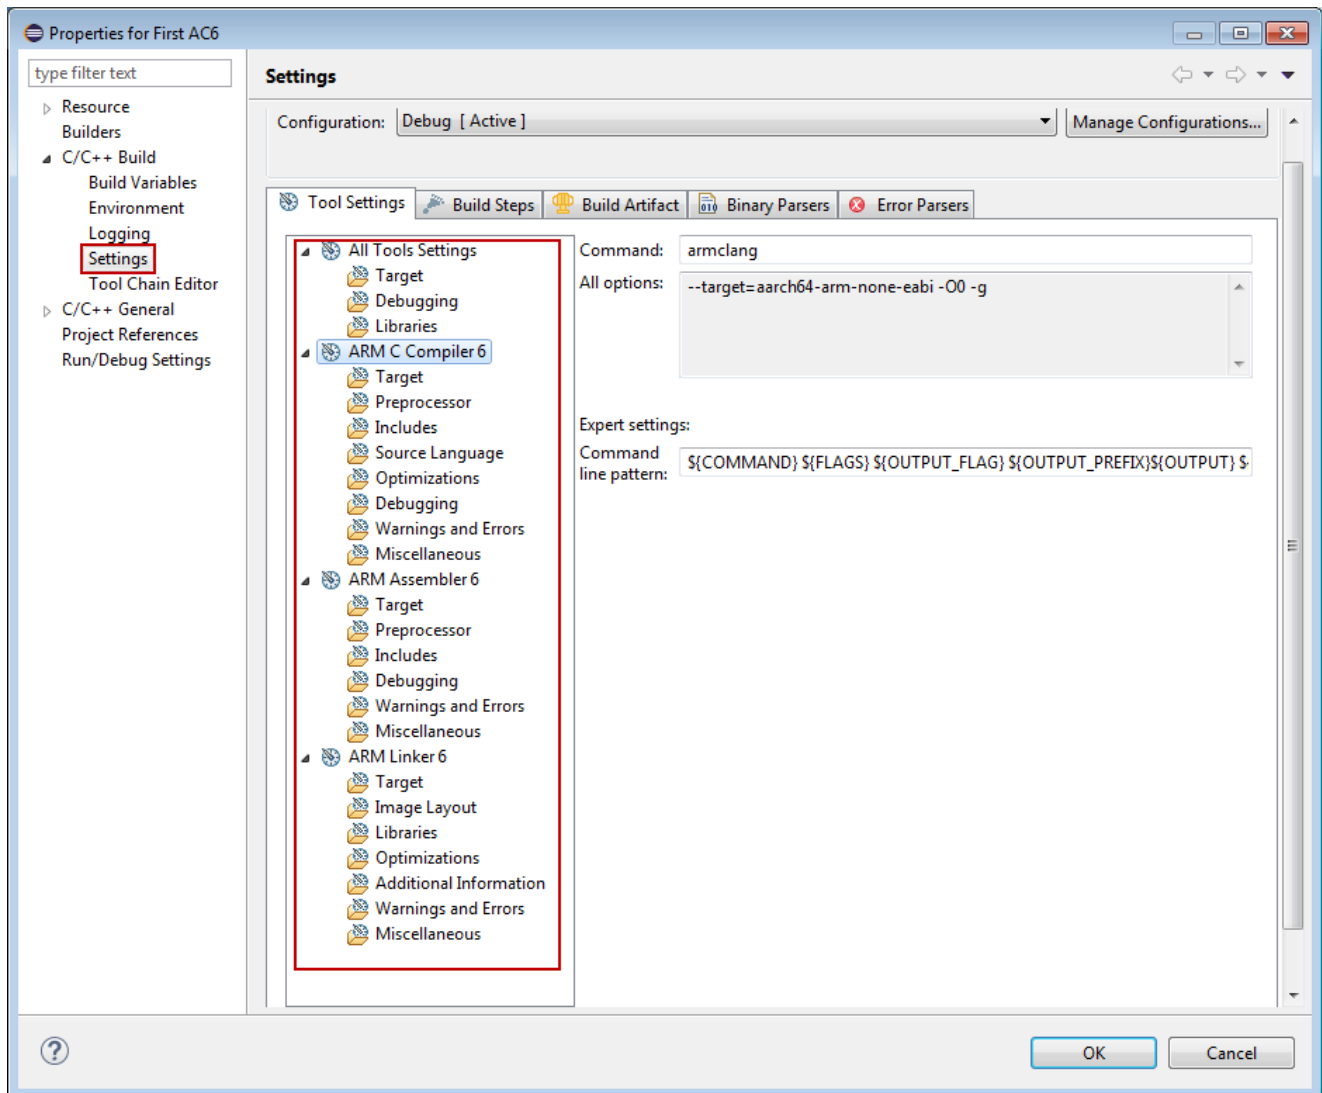 Properties for First AC6
type filter text
Resource
Builders
C/C++ Build
Build Variables
Environment
Logging
Settings
Tool Chain Editor
C/C++ General
Project References
Run/Debug Settings
Settings
Configuration: Debug [ Active ] Manage Configurations...
Tool Settings Build Steps Build Artifact Binary Parsers Error Parsers
All Tools Settings
Target
Debugging
Libraries
ARM C Compiler 6
Target
Preprocessor
Includes
Source Language
Optimizations
Debugging
Warnings and Errors
Miscellaneous
ARM Assembler 6
Target
Preprocessor
Includes
Debugging
Warnings and Errors
Miscellaneous
ARM Linker 6
Target
Image Layout
Libraries
Optimizations
Additional Information
Warnings and Errors
Miscellaneous
Command: armclang
All options: --target=aarch64-arm-none-eabi -O0 -g
Expert settings:
Command
line pattern: ${COMMAND} ${FLAGS} ${OUTPUT_FLAG} ${OUTPUT_PREFIX}${OUTPUT} $
OK Cancel